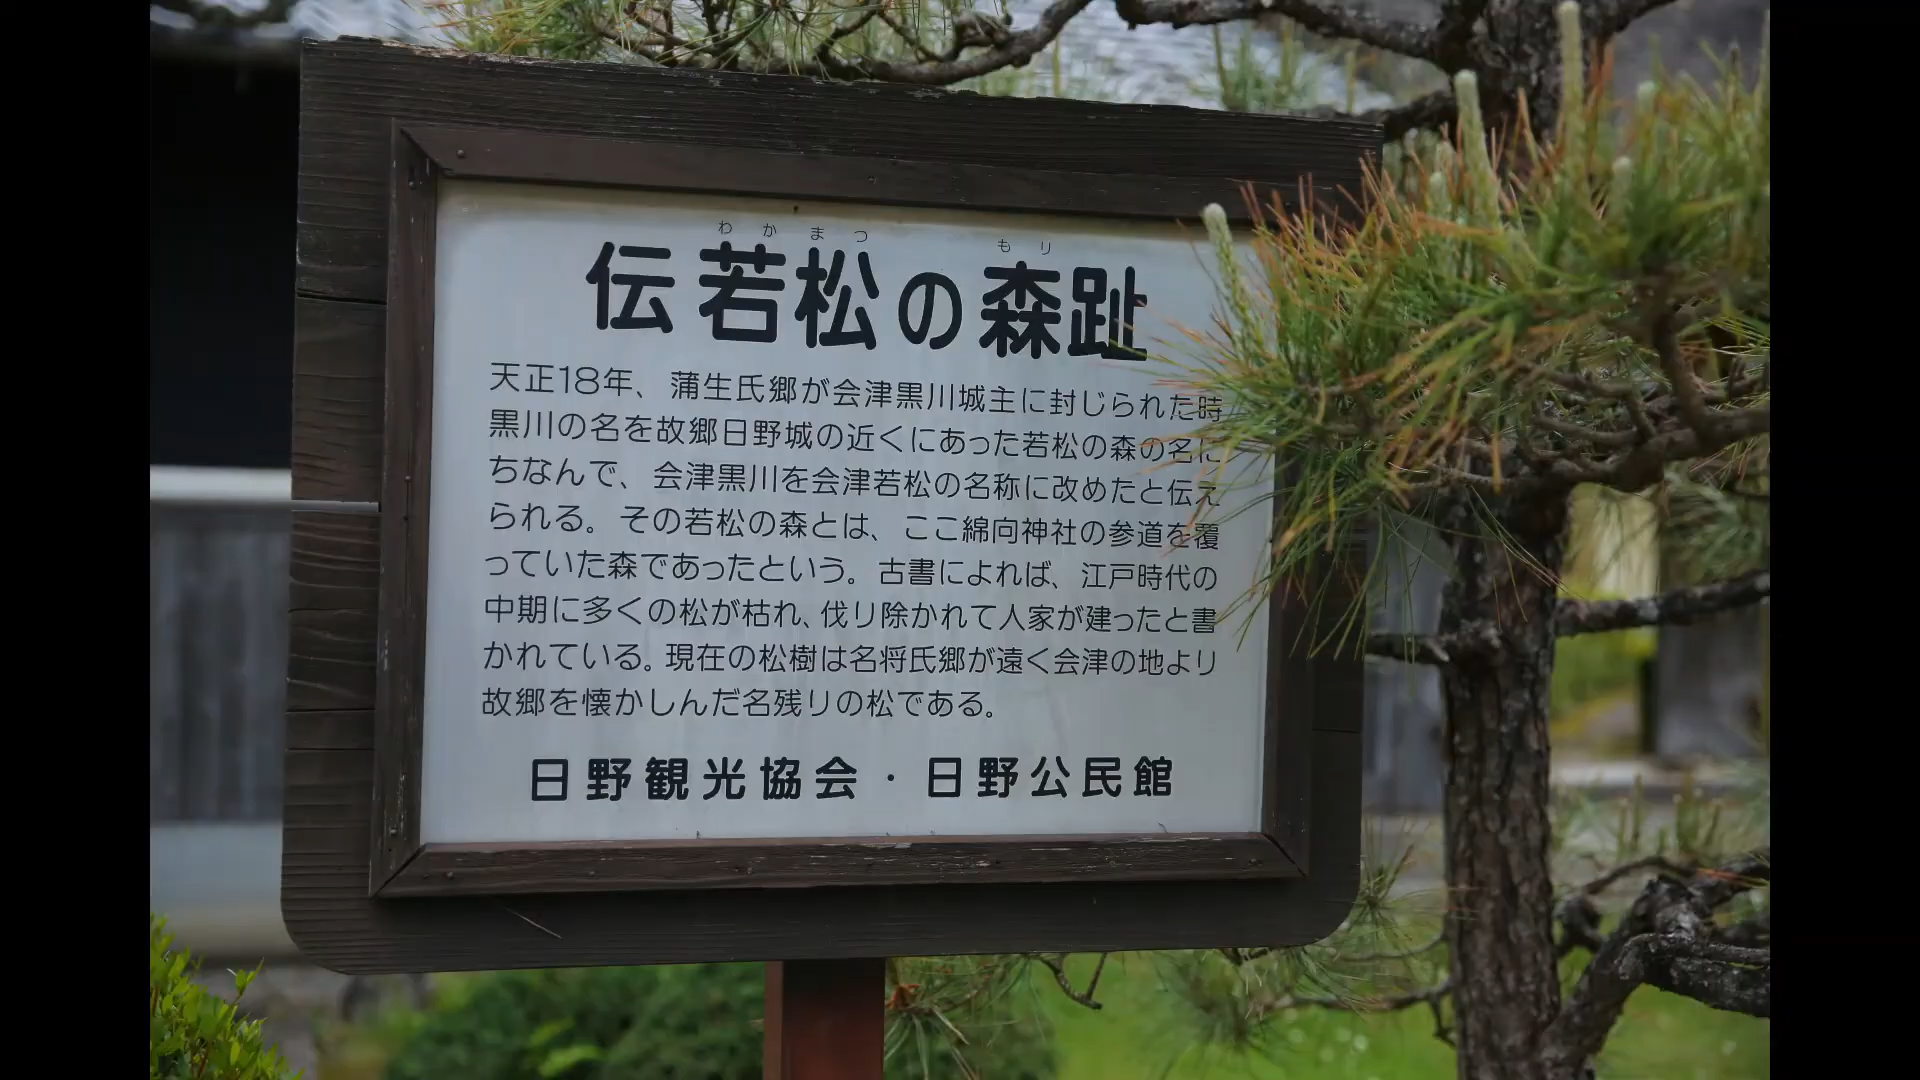 わかまつ もり
伝若松の森趾
天正18年、蒲生氏郷が会津黒川城主に封じられた時
黒川の名を故郷日野城の近くにあった若松の森の名に
ちなんで、会津黒川を会津若松の名称に改めたと伝え
られる。その若松の森とは、ここ綿向神社の参道を覆
っていた森であったという。古書によれば、江戸時代の
中期に多くの松が枯れ、伐り除かれて人家が建ったと書
かれている。現在の松樹は名将氏郷が遠く会津の地より
故郷を懐かしんだ名残りの松である。
日野観光協会・日野公民館